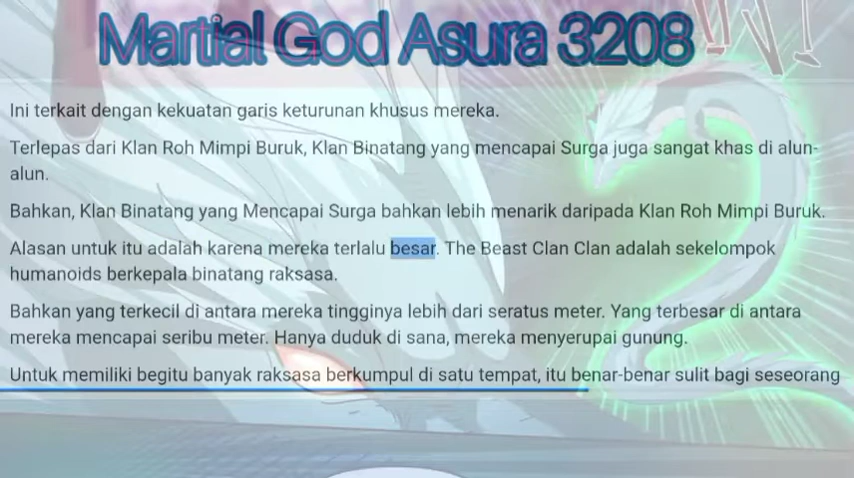 Martial God Asura 3208
Ini terkait dengan kekuatan garis keturunan khusus mereka.
Terlepas dari Klan Roh Mimpi Buruk, Klan Binatang yang mencapai Surga juga sangat khas di alun-
alun.
Bahkan, Klan Binatang yang Mencapai Surga bahkan lebih menarik daripada Klan Roh Mimpi Buruk.
Alasan untuk itu adalah karena mereka terlalu besar. The Beast Clan Clan adalah sekelompok
humanoids berkepala binatang raksasa.
Bahkan yang terkecil di antara mereka tingginya lebih dari seratus meter. Yang terbesar di antara
mereka mencapai seribu meter. Hanya duduk di sana, mereka menyerupai gunung.
Untuk memiliki begitu banyak raksasa berkumpul di satu tempat, itu benar-benar sulit bagi seseorang